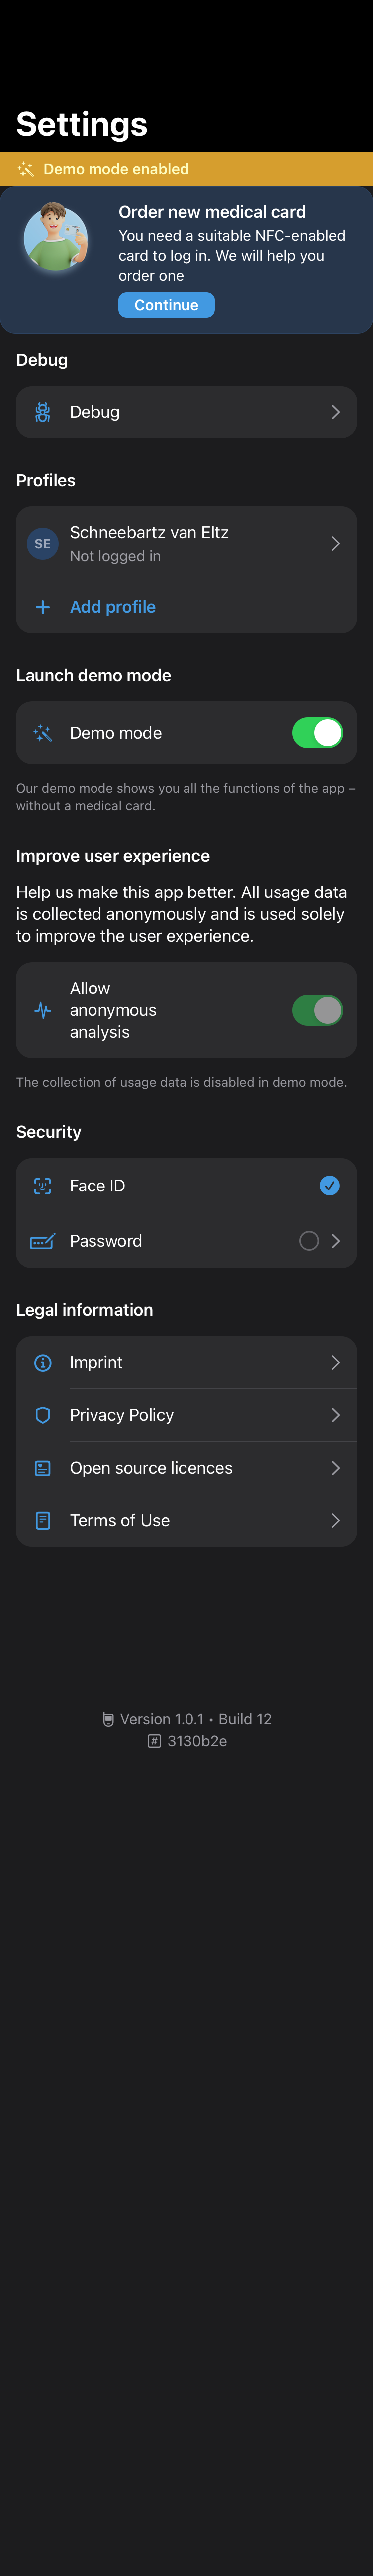 Settings
Demo mode enabled
Order new medical card
You need a suitable NFC-enabled
card to log in. We will help you
order one
Continue
Debug
Debug
Profiles
SE
Schneebartz van Eltz
Not logged in
Add profile
Launch demo mode
Demo mode
Our demo mode shows you all the functions of the app –
without a medical card.
Improve user experience
Help us make this app better. All usage data
is collected anonymously and is used solely
to improve the user experience.
Allow
anonymous
analysis
The collection of usage data is disabled in demo mode.
Security
Face ID
Password
Legal information
Imprint
Privacy Policy
Open source licences
Terms of Use
Version 1.0.1 • Build 12
# 3130b2e